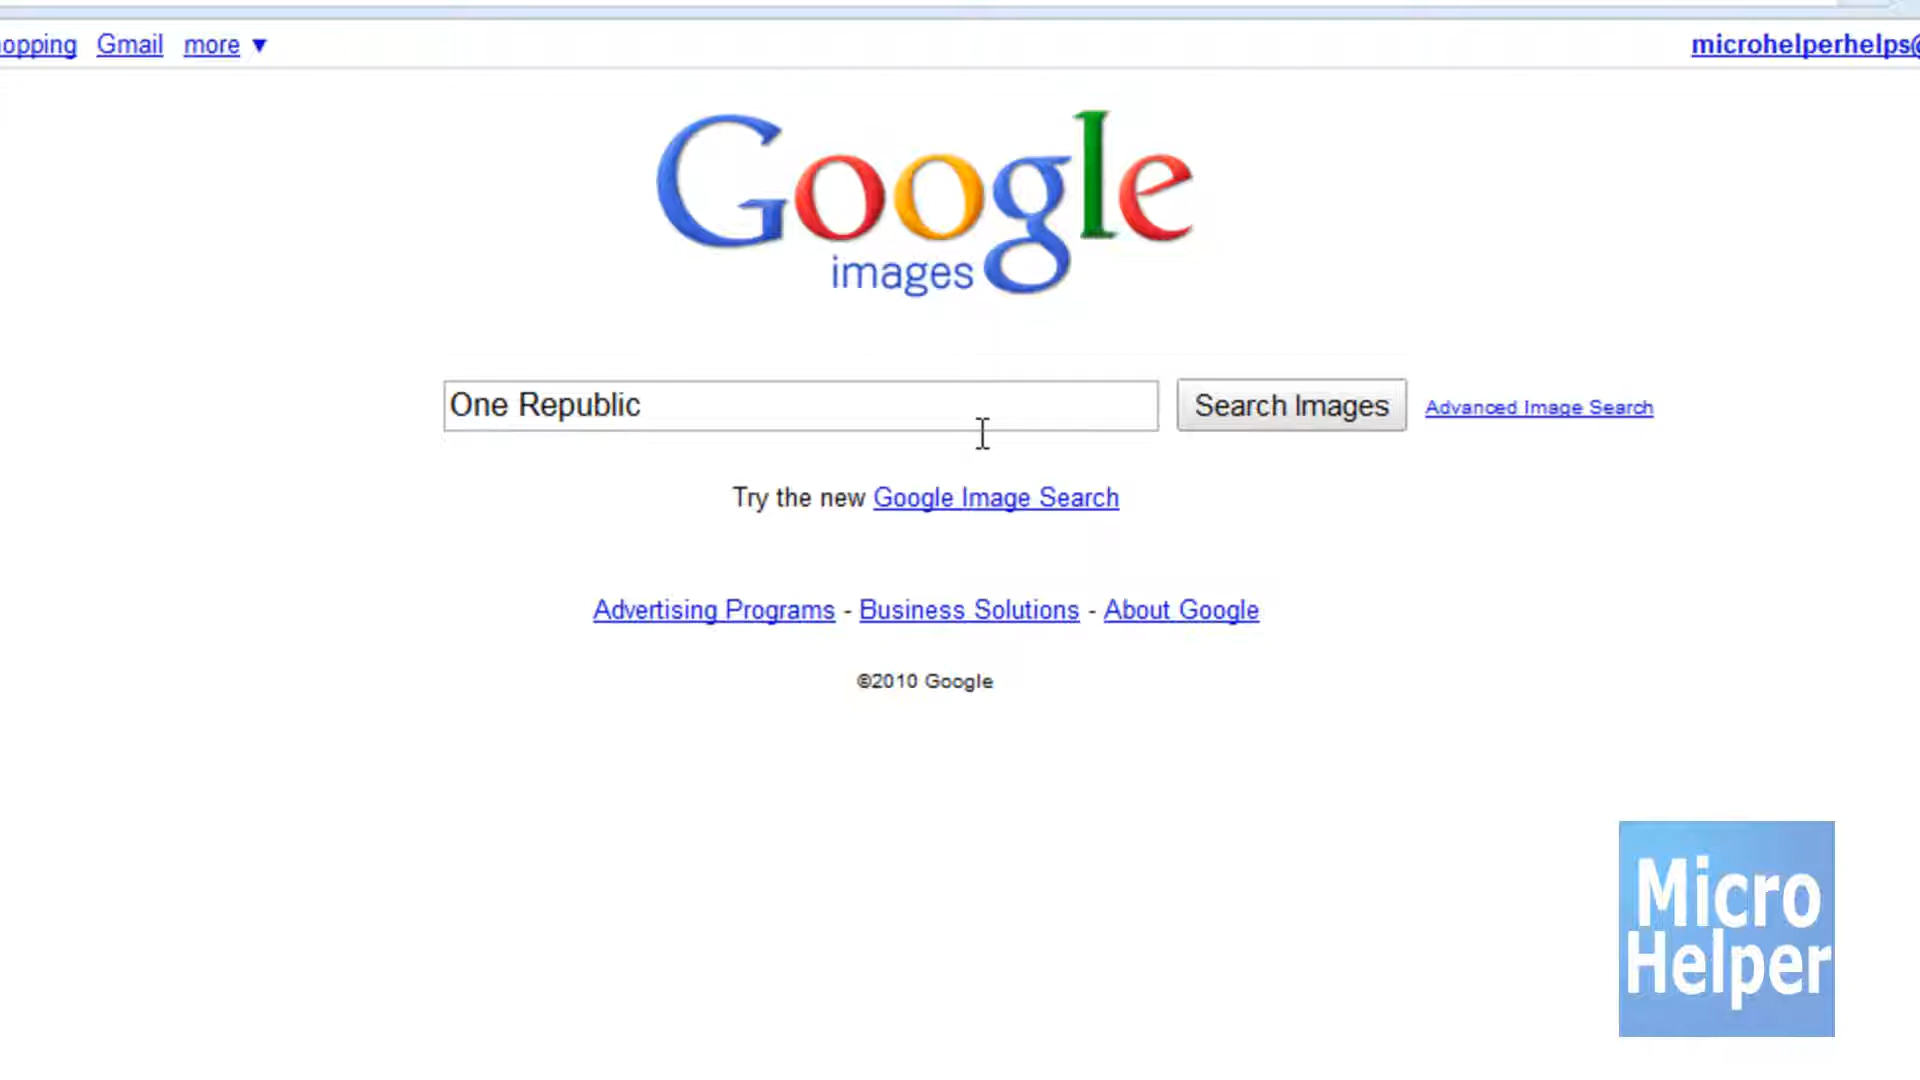 opping Gmail more ▼ microhelperhelps@
Google
images
One Republic Search Images Advanced Image Search
Try the new Google Image Search
Advertising Programs - Business Solutions - About Google
©2010 Google
Micro
Helper